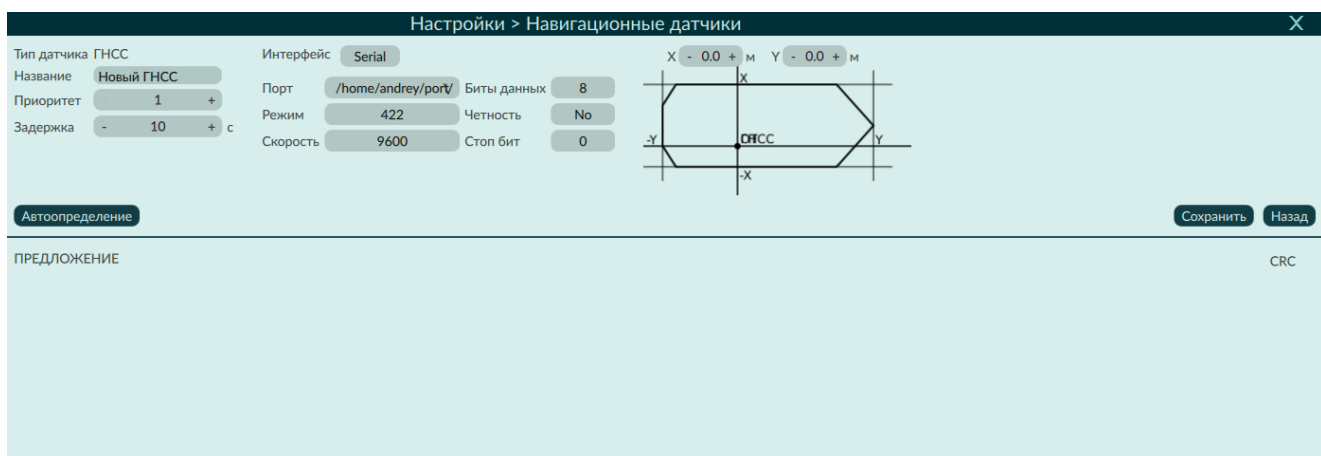 Настройки > Навигационные датчики X
Тип датчика ГНСС Интерфейс Serial X - 0.0 + м Y - 0.0 + м
Название Новый ГНСС
Порт /home/andrey/port/ Биты данных 8
Приоритет - 1 +
Режим 422 Четность No
Задержка - 10 + с
Скорость 9600 Стоп бит 0
X
-Y Y
-X
Автоопределение Сохранить Назад
ПРЕДЛОЖЕНИЕ CRC